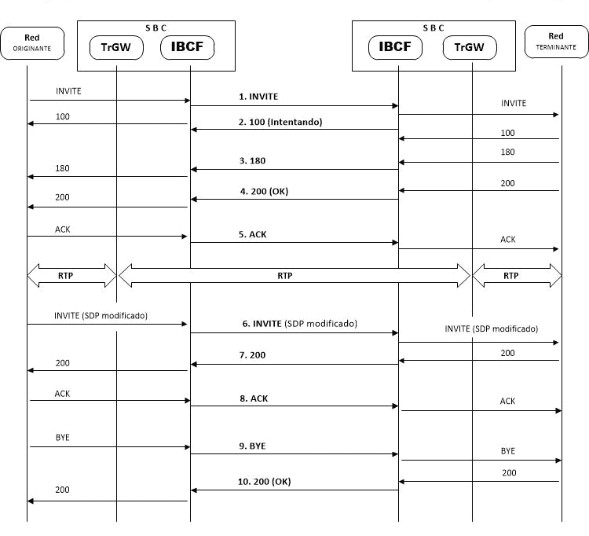 S B C
S B C
Red
ORIGINANTE
TrGW
IBCF
IBCF
TrGW
Red
TERMINANTE
INVITE
1. INVITE
INVITE
100
2. 100 (Intentando)
100
180
3. 180
180
200
4. 200 (OK)
200
ACK
5. ACK
ACK
RTP
RTP
RTP
INVITE (SDP modificado)
6. INVITE (SDP modificado)
INVITE (SDP modificado)
200
7. 200
200
ACK
8. ACK
ACK
BYE
9. BYE
BYE
200
10. 200 (OK)
200